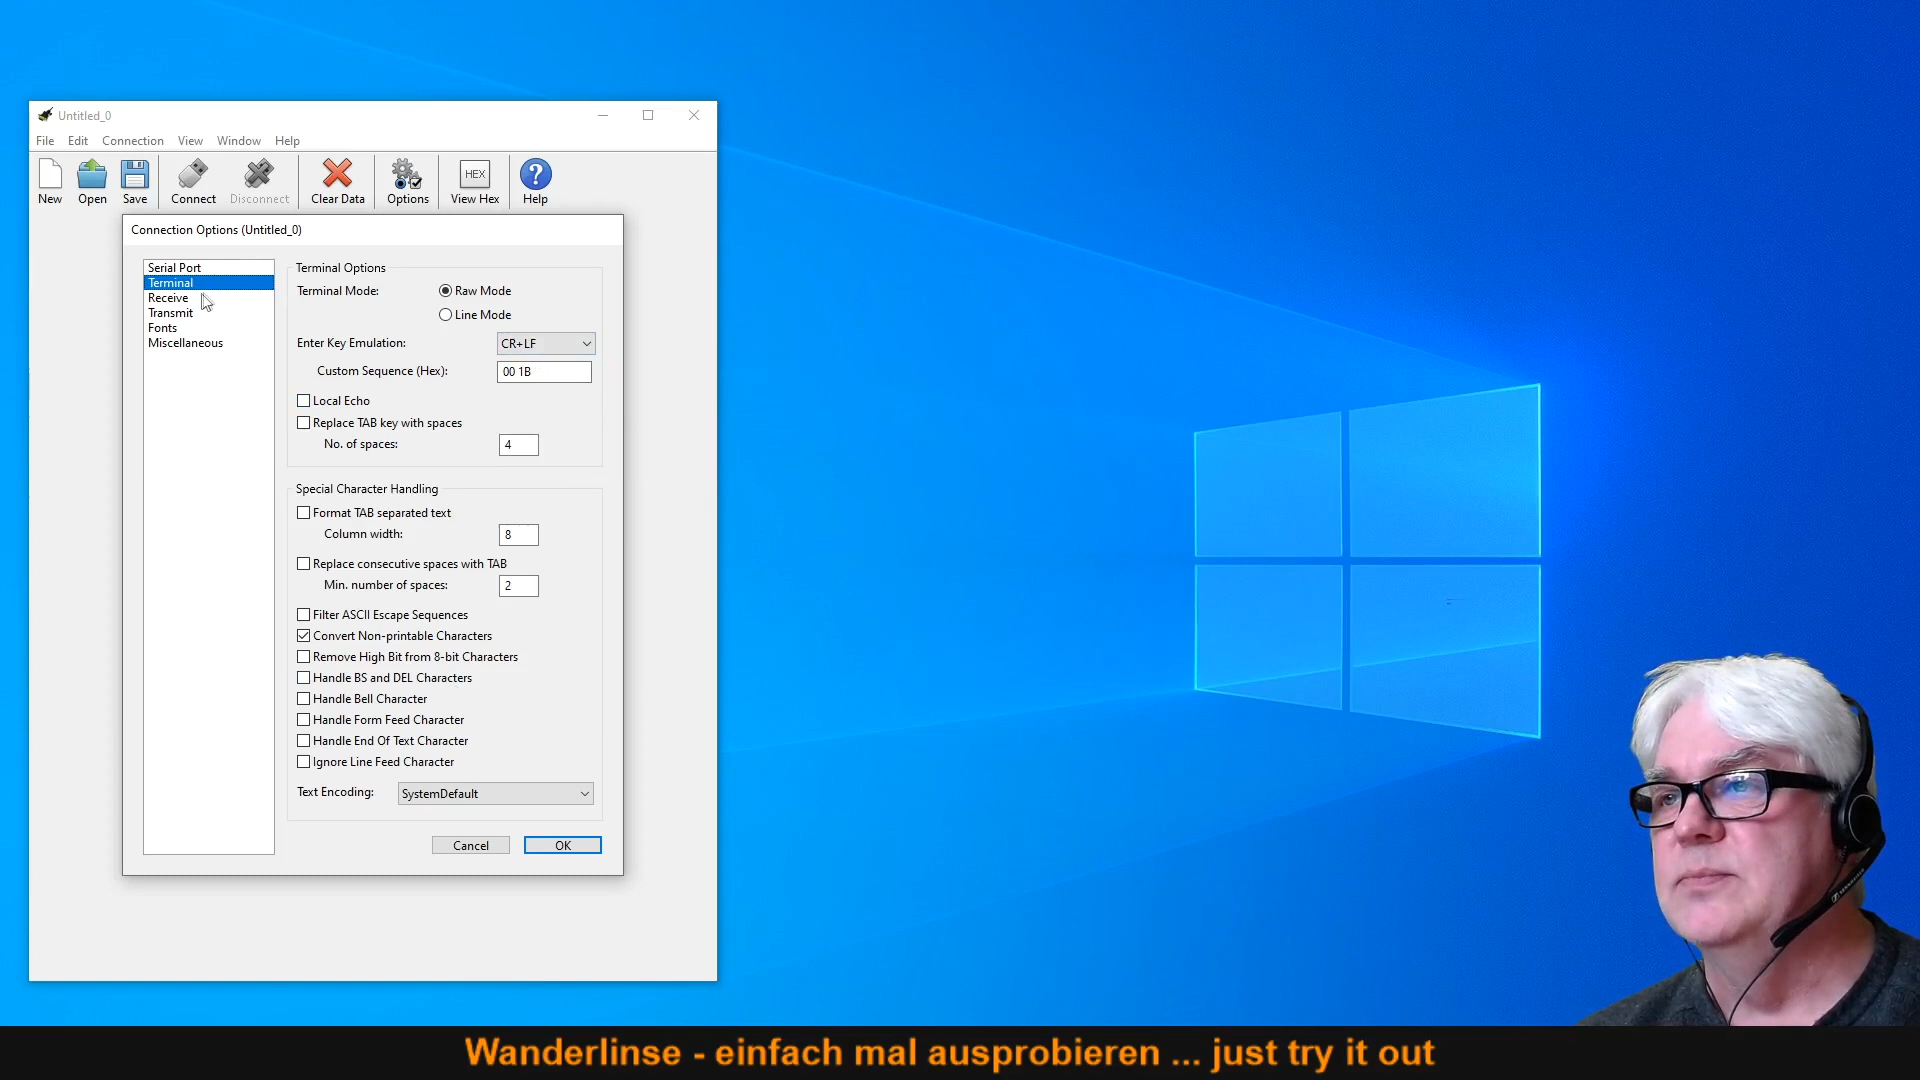 Untitled_0
File Edit Connection View Window Help
HEX
?
New Open Save Connect Disconnect Clear Data Options View Hex Help
Connection Options (Untitled_0)
Serial Port
Terminal
Receive
Transmit
Fonts
Miscellaneous
Terminal Options
Terminal Mode: Raw Mode
Line Mode
Enter Key Emulation: CR+LF
Custom Sequence (Hex): 00 1B
Local Echo
Replace TAB key with spaces
No. of spaces: 4
Special Character Handling
Format TAB separated text
Column width: 8
Replace consecutive spaces with TAB
Min. number of spaces: 2
Filter ASCII Escape Sequences
Convert Non-printable Characters
Remove High Bit from 8-bit Characters
Handle BS and DEL Characters
Handle Bell Character
Handle Form Feed Character
Handle End Of Text Character
Ignore Line Feed Character
Text Encoding: SystemDefault
Cancel OK
Wanderlinse - einfach mal ausprobieren ... just try it out